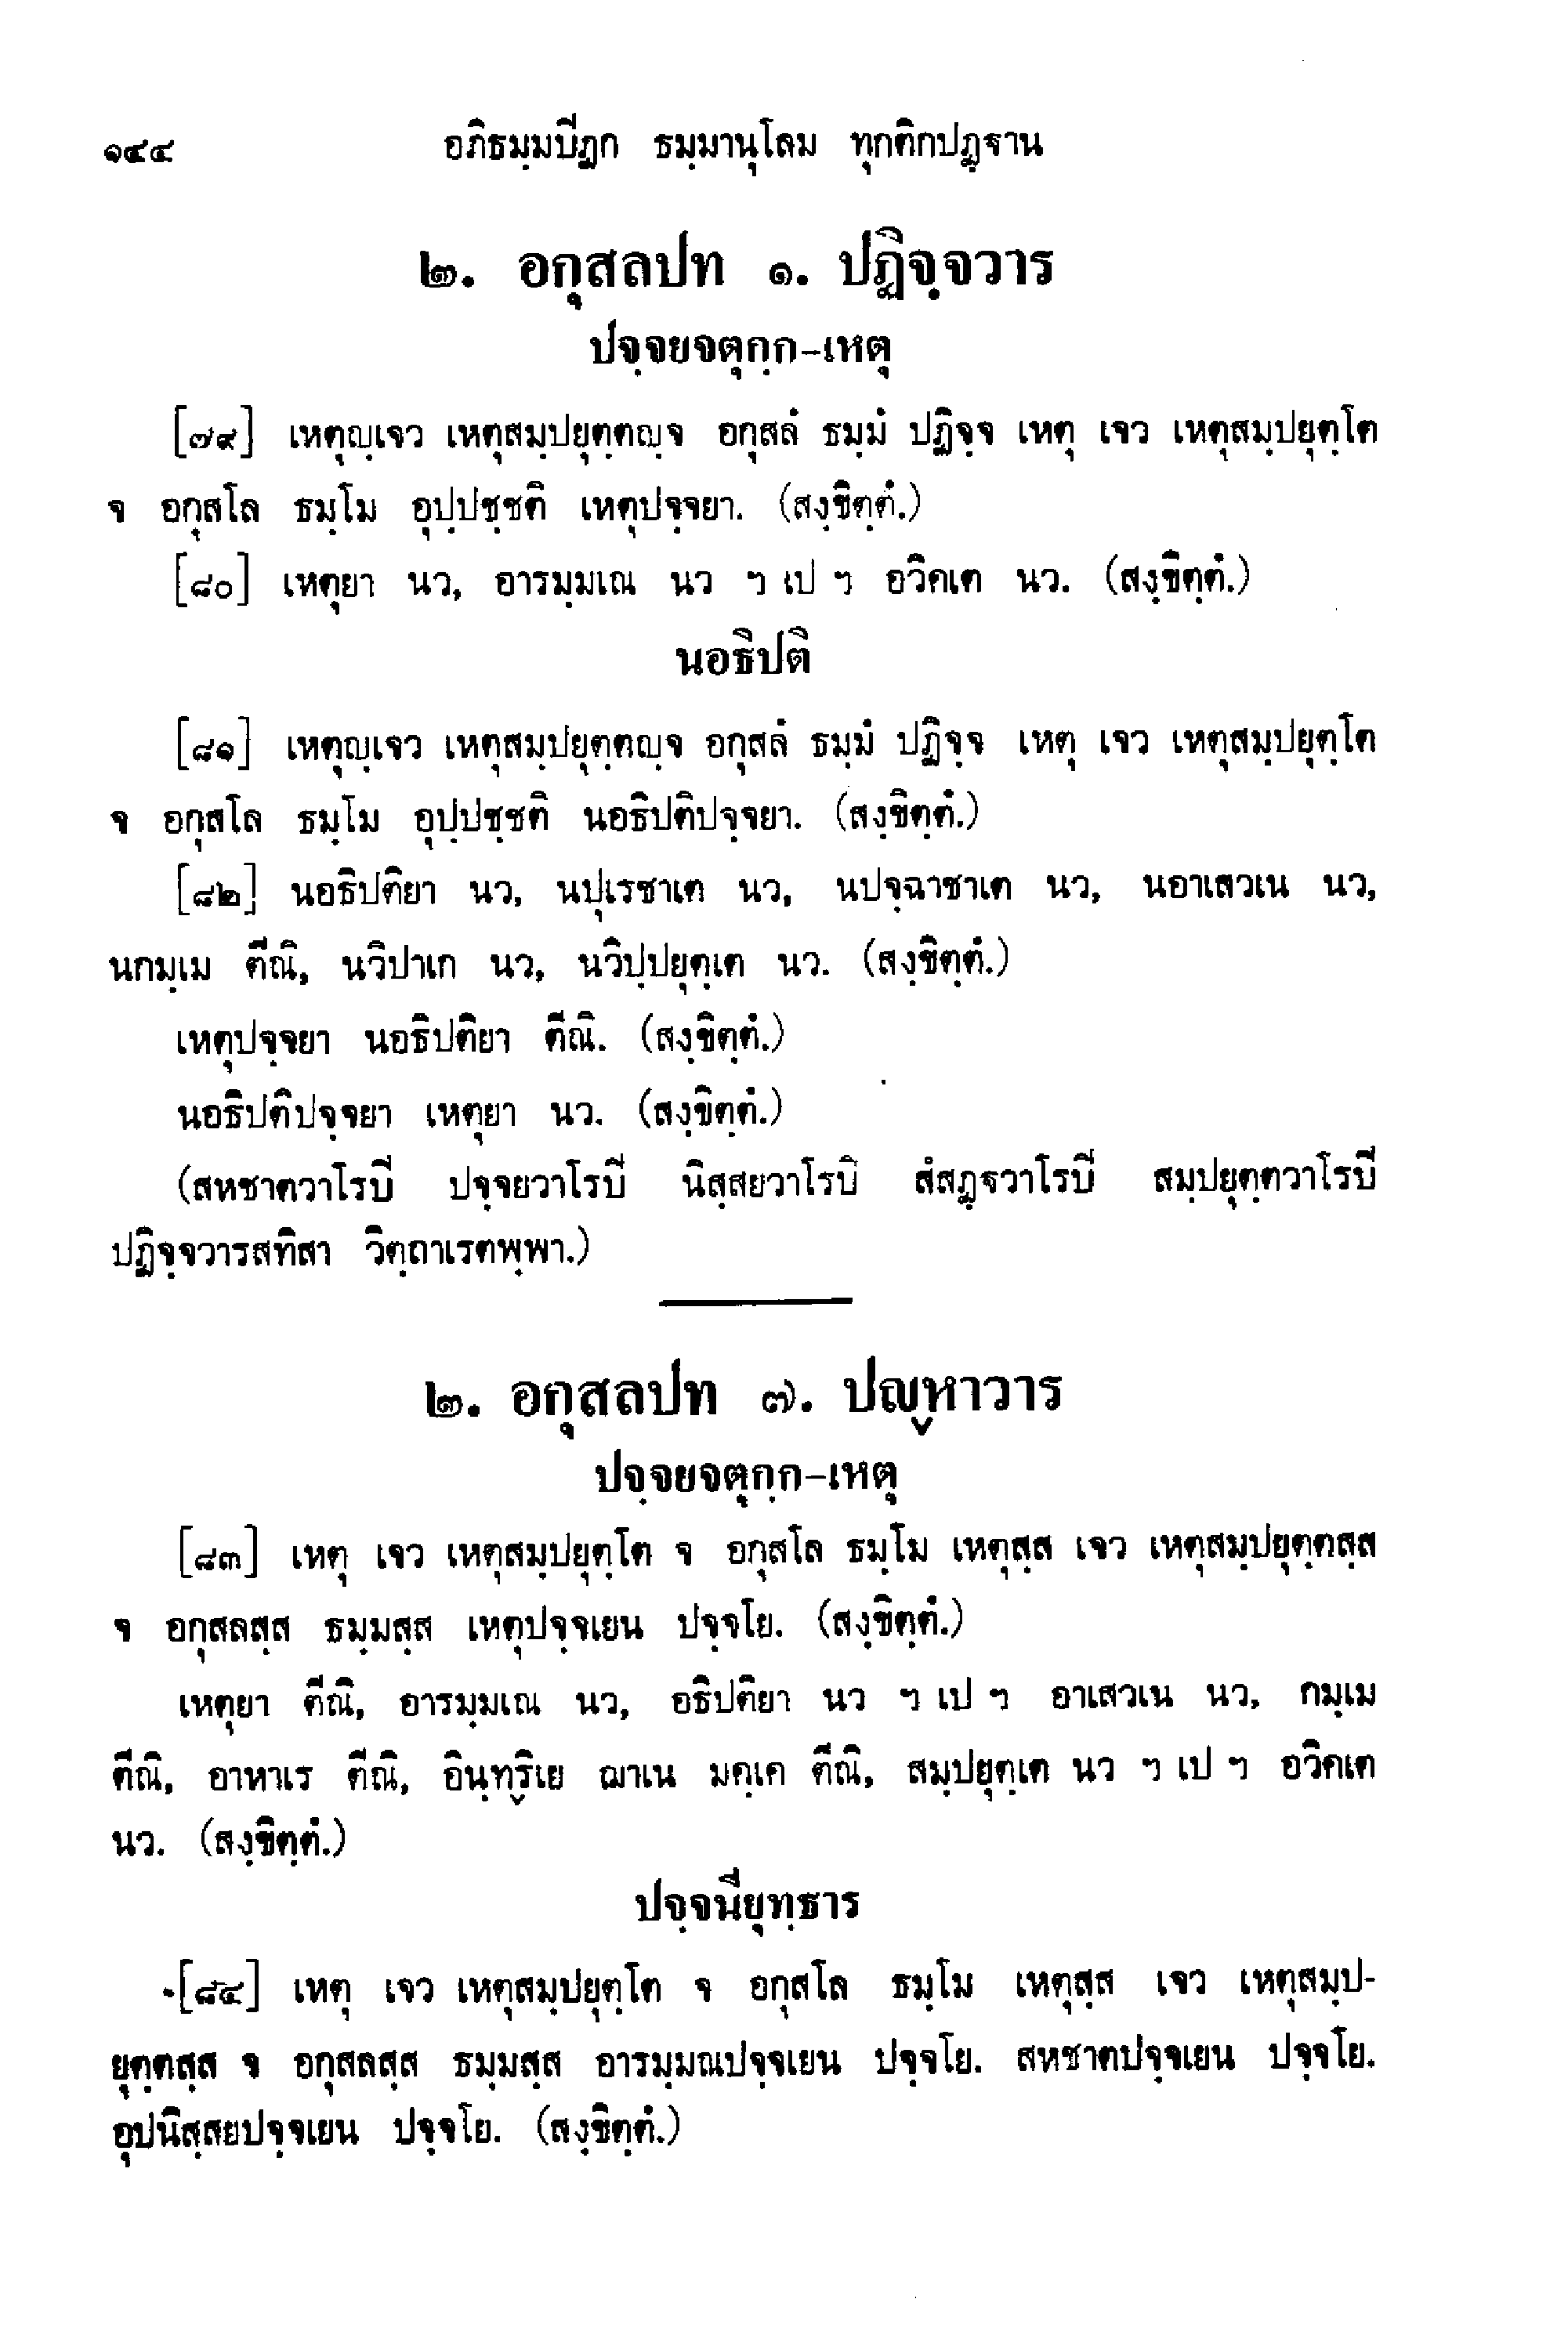 ๑๔๔ อภิธมฺมปิฏก ธมฺมานุโลม ทุกติกปฏฺฐาน
๒. อกุสลปท ๑. ปฏิจฺจวาร
ปจฺจยจตุกฺก-เหตุ
[๗๙] เหตุญฺเจว เหตุสมฺปยุตฺตญฺจ อกุสลํ ธมฺมํ ปฏิจฺจ เหตุ เจว เหตุสมฺปยุตฺโต
จ อกุสโล ธมฺโม อุปฺปชฺชติ เหตุปจฺจยา. (สงฺขิตฺตํ.)
[๘๐] เหตุยา นว, อารมฺมเณ นว ฯ เป ฯ อวิคเต นว. (สงฺขิตฺตํ.)
นอธิปติ
[๘๑] เหตุญฺเจว เหตุสมฺปยุตฺตญฺจ อกุสลํ ธมฺมํ ปฏิจฺจ เหตุ เจว เหตุสมฺปยุตฺโต
จ อกุสโล ธมฺโม อุปฺปชฺชติ นอธิปติปจฺจยา. (สงฺขิตฺตํ.)
[๘๒] นอธิปติยา นว, นปุเรชาเต นว, นปจฺฉาชาเต นว, นอาเสวเน นว,
นกมฺเม ตีณิ, นวิปาเก นว, นวิปฺปยุตฺเต นว. (สงฺขิตฺตํ.)
เหตุปจฺจยา นอธิปติยา ตีณิ. (สงฺขิตฺตํ.)
นอธิปติปจฺจยา เหตุยา นว. (สงฺขิตฺตํ.)
(สหชาตวาโรปิ ปจฺจยวาโรปิ นิสฺสยวาโรปิ สํสฏฺฐวาโรปิ สมฺปยุตฺตวาโรปิ
ปฏิจฺจวารสทิสา วิตฺถาเรตพฺพา.)
๒. อกุสลปท ๗. ปญฺหาวาร
ปจฺจยจตุกฺก-เหตุ
[๘๓] เหตุ เจว เหตุสมฺปยุตฺโต จ อกุสโล ธมฺโม เหตุสฺส เจว เหตุสมฺปยุตฺตสฺส
จ อกุสลสฺส ธมฺมสฺส เหตุปจฺจเยน ปจฺจโย. (สงฺขิตฺตํ.)
เหตุยา ตีณิ, อารมฺมเณ นว, อธิปติยา นว ฯ เป ฯ อาเสวเน นว, กมฺเม
ตีณิ, อาหาเร ตีณิ, อินฺทฺริเย ฌาเน มคฺเค ตีณิ, สมฺปยุตฺเต นว ฯ เป ฯ อวิคเต
นว. (สงฺขิตฺตํ.)
ปจฺจนียุทฺธาร
[๘๔] เหตุ เจว เหตุสมฺปยุตฺโต จ อกุสโล ธมฺโม เหตุสฺส เจว เหตุสมฺป-
ยุตฺตสฺส จ อกุสลสฺส ธมฺมสฺส อารมฺมณปจฺจเยน ปจฺจโย. สหชาตปจฺจเยน ปจฺจโย.
อุปนิสฺสยปจฺจเยน ปจฺจโย. (สงฺขิตฺตํ.)